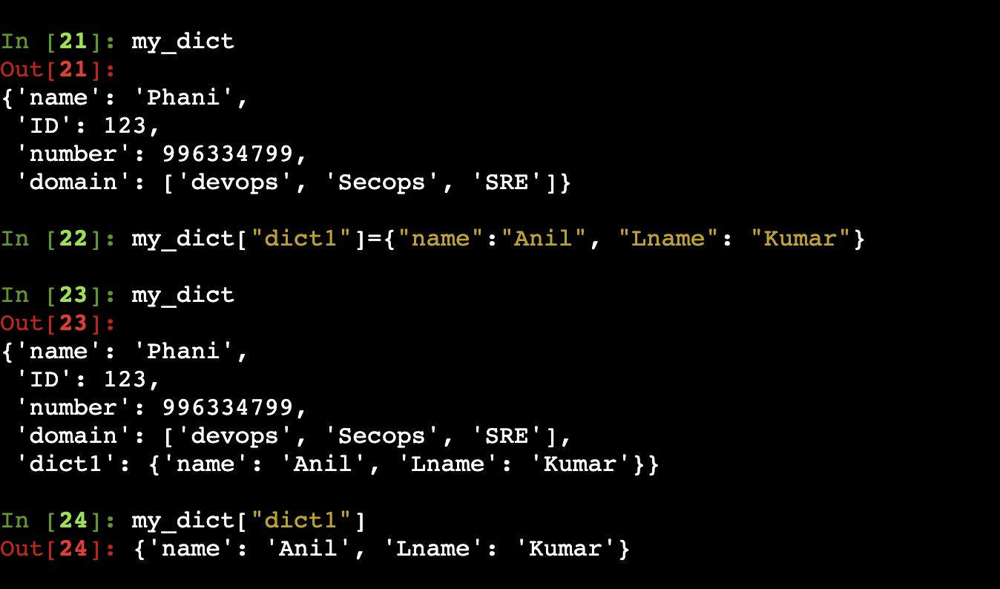 In [21]: my_dict
Out[21]:
{'name': 'Phani',
 'ID': 123,
 'number': 996334799,
 'domain': ['devops', 'Secops', 'SRE']}
In [22]: my_dict["dict1"]={"name":"Anil", "Lname": "Kumar"}
In [23]: my_dict
Out[23]:
{'name': 'Phani',
 'ID': 123,
 'number': 996334799,
 'domain': ['devops', 'Secops', 'SRE'],
 'dict1': {'name': 'Anil', 'Lname': 'Kumar'}}
In [24]: my_dict["dict1"]
Out[24]: {'name': 'Anil', 'Lname': 'Kumar'}